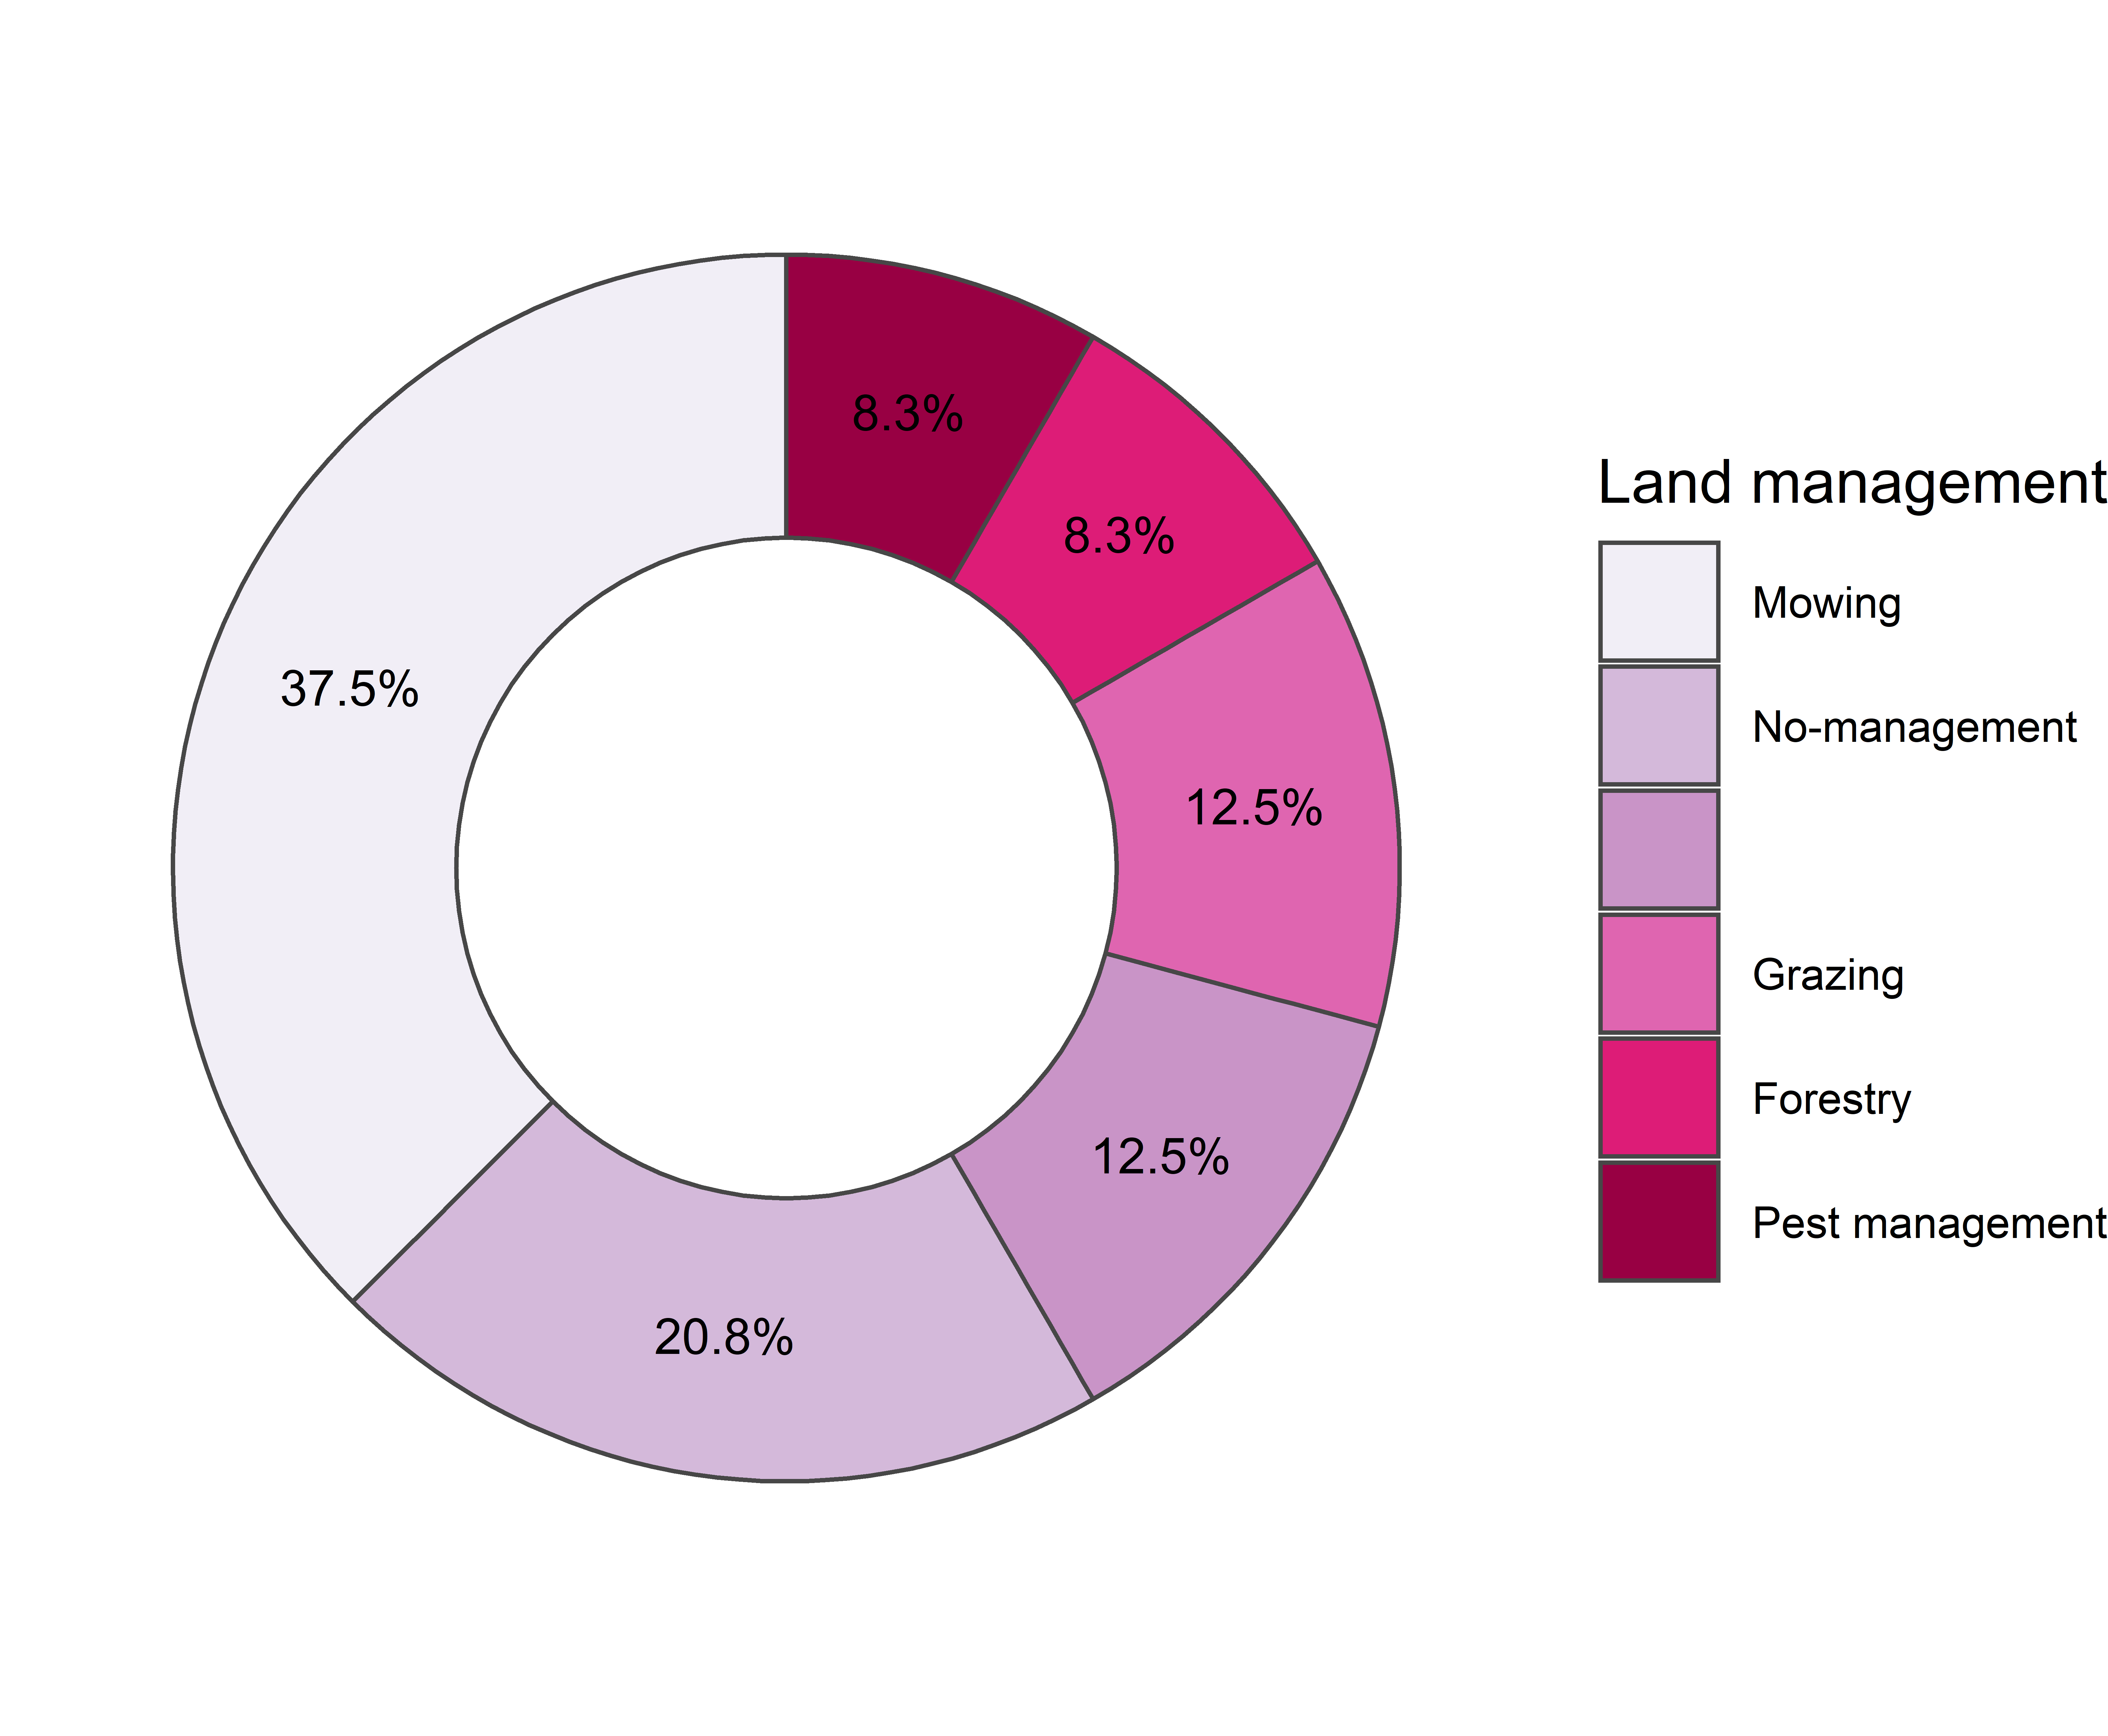 8.3%
8.3%
37.5%
12.5%
12.5%
20.8%
Land management
Mowing
No-management
Grazing
Forestry
Pest management